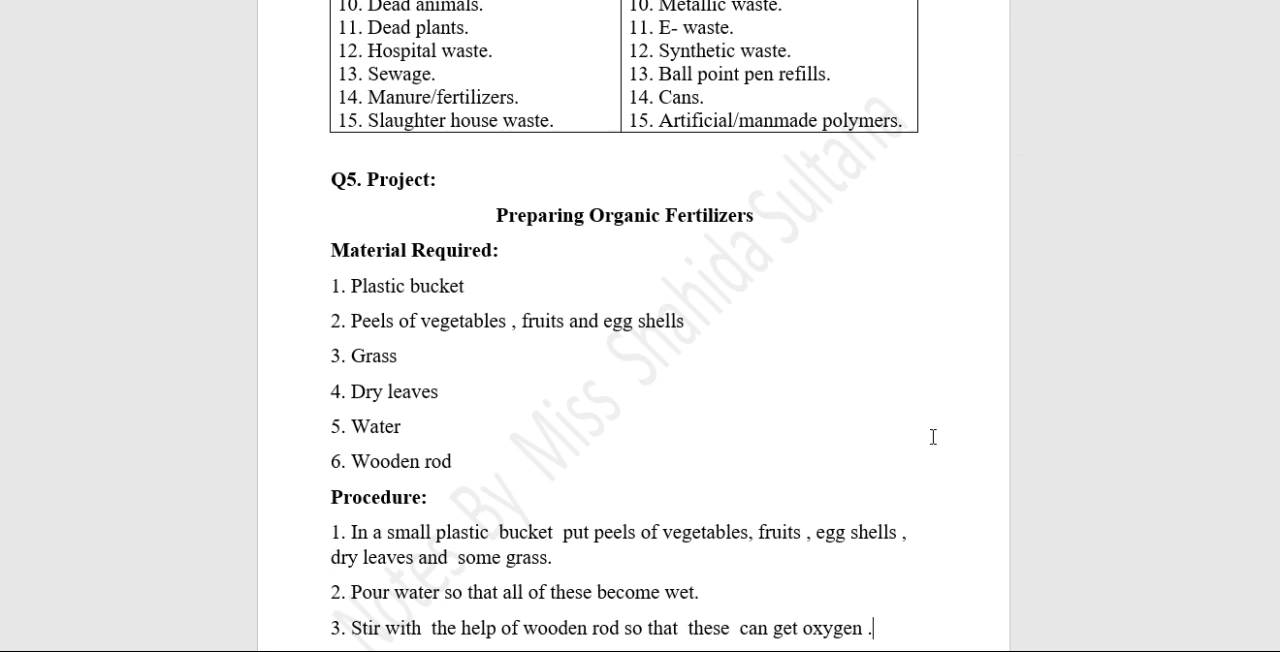 10. Dead animals.
10. Metallic waste.
11. Dead plants.
11. E- waste.
12. Hospital waste.
12. Synthetic waste.
13. Sewage.
13. Ball point pen refills.
14. Manure/fertilizers.
14. Cans.
15. Slaughter house waste.
15. Artificial/manmade polymers.
Q5. Project:
Preparing Organic Fertilizers
Material Required:
1. Plastic bucket
2. Peels of vegetables , fruits and egg shells
3. Grass
4. Dry leaves
5. Water
6. Wooden rod
Procedure:
1. In a small plastic  bucket  put peels of vegetables, fruits , egg shells ,
dry leaves and  some grass.
2. Pour water so that all of these become wet.
3. Stir with  the help of wooden rod so that  these  can get oxygen .
Notes By Miss Shahida Sultana